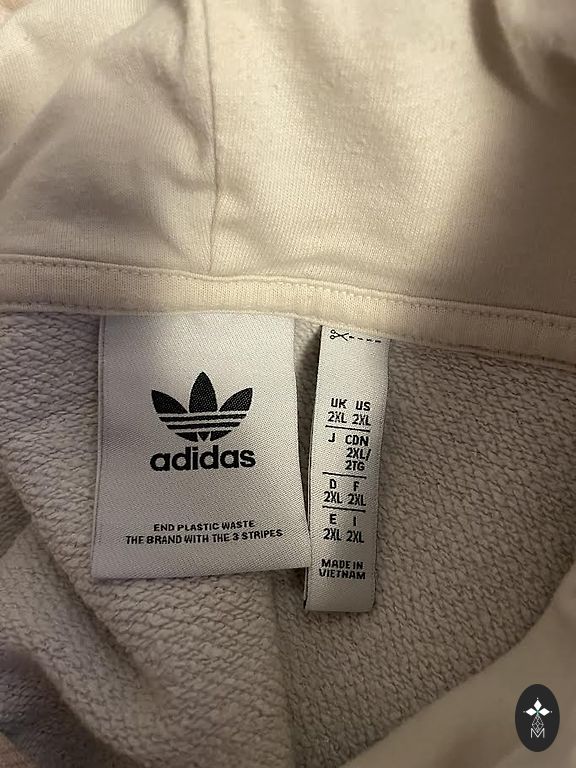 adidas
END PLASTIC WASTE
THE BRAND WITH THE 3 STRIPES
UK US
2XL 2XL
J CDN
2XL/
2TG
D F
2XL 2XL
E I
2XL 2XL
MADE IN
VIETNAM
M